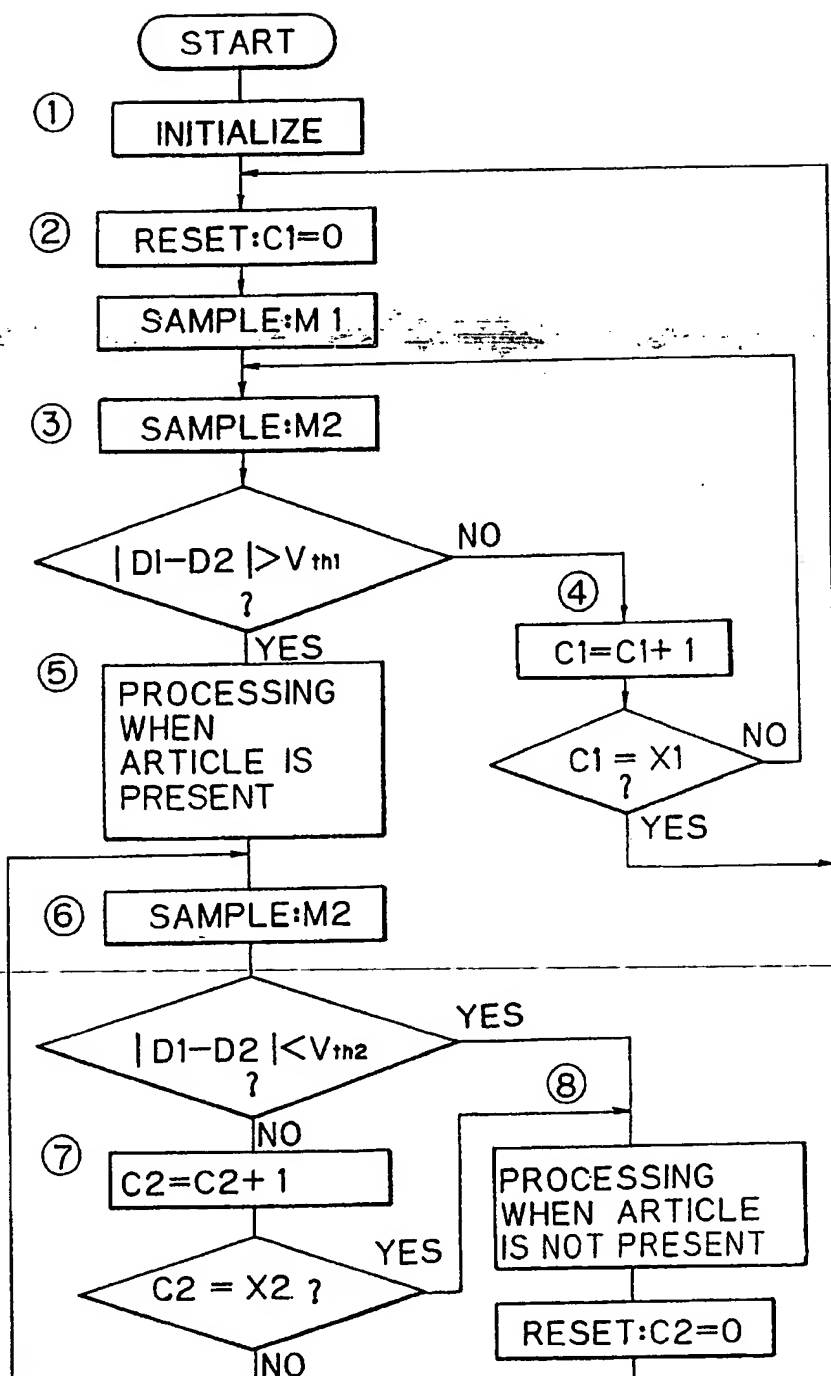 START
①
INITIALIZE
②
RESET:C1=0
SAMPLE:M1
③
SAMPLE:M2
|D1-D2|>Vth1
?
NO
YES
④
C1=C1+1
C1=X1
?
NO
YES
⑤
PROCESSING
WHEN
ARTICLE IS
PRESENT
⑥
SAMPLE:M2
|D1-D2|<Vth2
?
YES
NO
⑦
C2=C2+1
C2=X2?
YES
NO
⑧
PROCESSING
WHEN ARTICLE
IS NOT PRESENT
RESET:C2=0